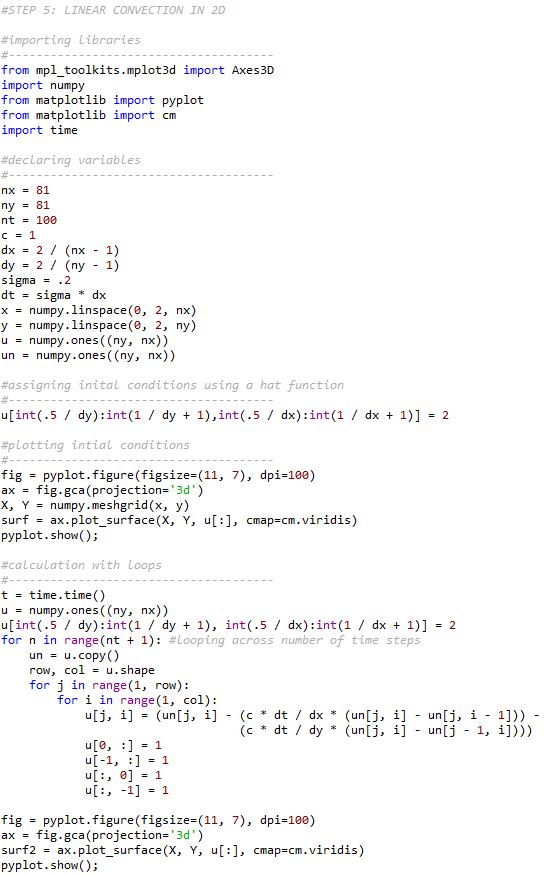 #STEP 5: LINEAR CONVECTION IN 2D

#importing libraries
#--------------------------------------
from mpl_toolkits.mplot3d import Axes3D
import numpy
from matplotlib import pyplot
from matplotlib import cm
import time

#declaring variables
#--------------------------------------
nx = 81
ny = 81
nt = 100
c = 1
dx = 2 / (nx - 1)
dy = 2 / (ny - 1)
sigma = .2
dt = sigma * dx
x = numpy.linspace(0, 2, nx)
y = numpy.linspace(0, 2, ny)
u = numpy.ones((ny, nx))
un = numpy.ones((ny, nx))

#assigning inital conditions using a hat function
#--------------------------------------
u[int(.5 / dy):int(1 / dy + 1),int(.5 / dx):int(1 / dx + 1)] = 2

#plotting intial conditions
#--------------------------------------
fig = pyplot.figure(figsize=(11, 7), dpi=100)
ax = fig.gca(projection='3d')
X, Y = numpy.meshgrid(x, y)
surf = ax.plot_surface(X, Y, u[:], cmap=cm.viridis)
pyplot.show();

#calculation with loops
#--------------------------------------
t = time.time()
u = numpy.ones((ny, nx))
u[int(.5 / dy):int(1 / dy + 1), int(.5 / dx):int(1 / dx + 1)] = 2
for n in range(nt + 1): #looping across number of time steps
    un = u.copy()
    row, col = u.shape
    for j in range(1, row):
        for i in range(1, col):
            u[j, i] = (un[j, i] - (c * dt / dx * (un[j, i] - un[j, i - 1])) -
                                  (c * dt / dy * (un[j, i] - un[j - 1, i])))
            u[0, :] = 1
            u[-1, :] = 1
            u[:, 0] = 1
            u[:, -1] = 1

fig = pyplot.figure(figsize=(11, 7), dpi=100)
ax = fig.gca(projection='3d')
surf2 = ax.plot_surface(X, Y, u[:], cmap=cm.viridis)
pyplot.show();